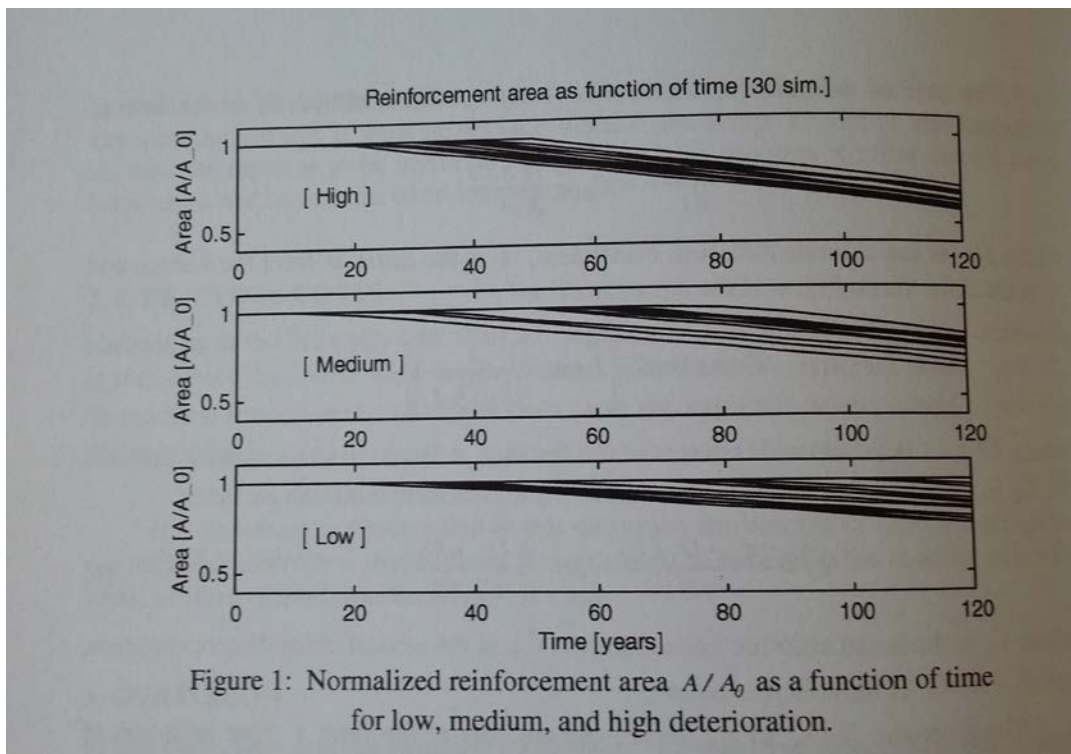 Reinforcement area as function of time [30 sim.]
Area [A/A_0]
1
0.5
[ High ]
0 20 40 60 80 100 120
Area [A/A_0]
1
0.5
[ Medium ]
0 20 40 60 80 100 120
Area [A/A_0]
1
0.5
[ Low ]
0 20 40 60 80 100 120
Time [years]
Figure 1: Normalized reinforcement area A / A₀ as a function of time
for low, medium, and high deterioration.